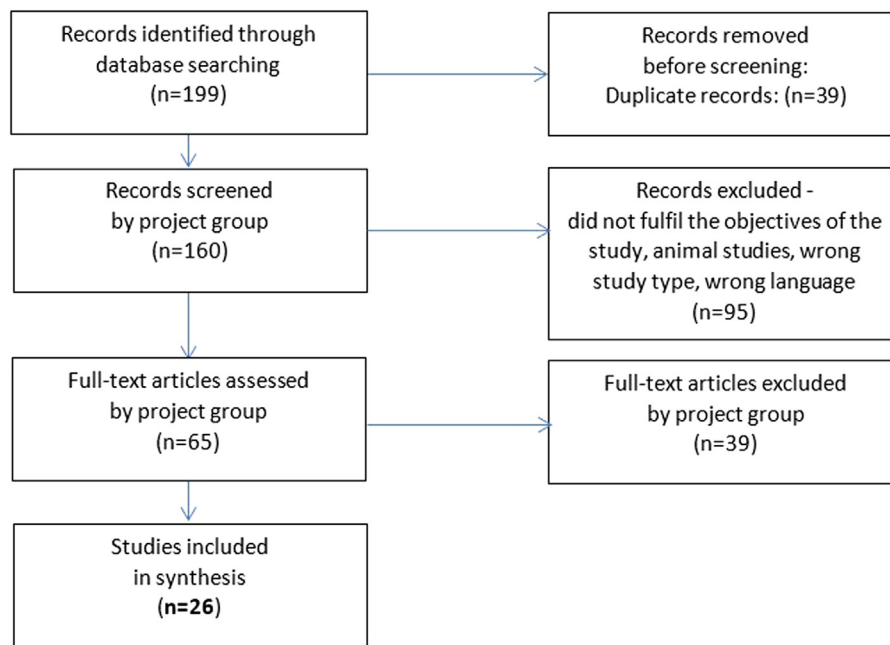 Records identified through
database searching
(n=199)
Records removed
before screening:
Duplicate records: (n=39)
Records screened
by project group
(n=160)
Records excluded -
did not fulfil the objectives of the
study, animal studies, wrong
study type, wrong language
(n=95)
Full-text articles assessed
by project group
(n=65)
Full-text articles excluded
by project group
(n=39)
Studies included
in synthesis
(n=26)